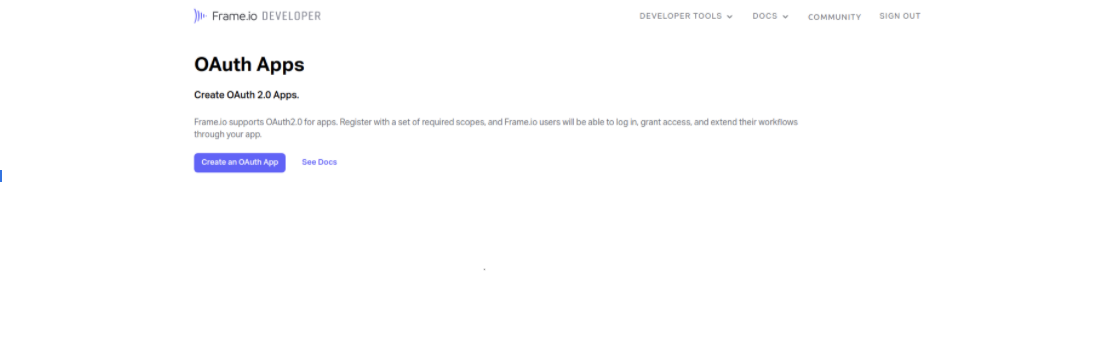 Frame.io DEVELOPER
DEVELOPER TOOLS DOCS COMMUNITY SIGN OUT
OAuth Apps
Create OAuth 2.0 Apps.
Frame.io supports OAuth2.0 for apps. Register with a set of required scopes, and Frame.io users will be able to log in, grant access, and extend their workflows
through your app.
Create an OAuth App See Docs